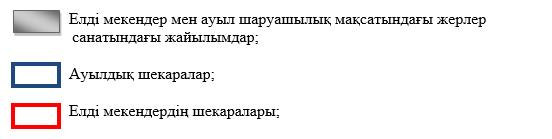 Елді мекендер мен ауыл шаруашылық мақсатындағы жерлер
санатындағы жайылымдар;
Ауылдық шекаралар;
Елді мекендердің шекаралары;